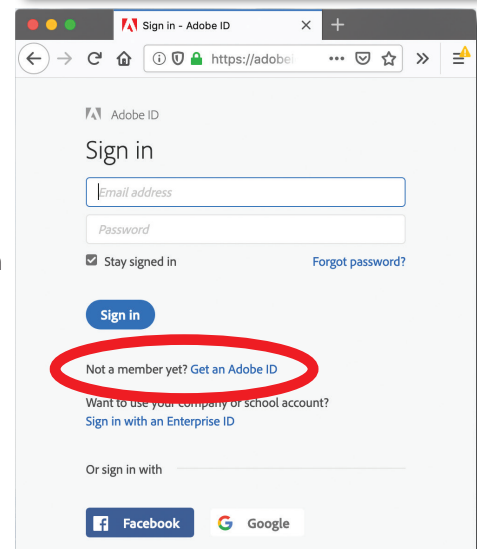 Sign in - Adobe ID
https://adobe
Adobe ID
Sign in
Email address
Password
Stay signed in Forgot password?
Sign in
Not a member yet? Get an Adobe ID
Want to use your company or school account?
Sign in with an Enterprise ID
Or sign in with
Facebook Google